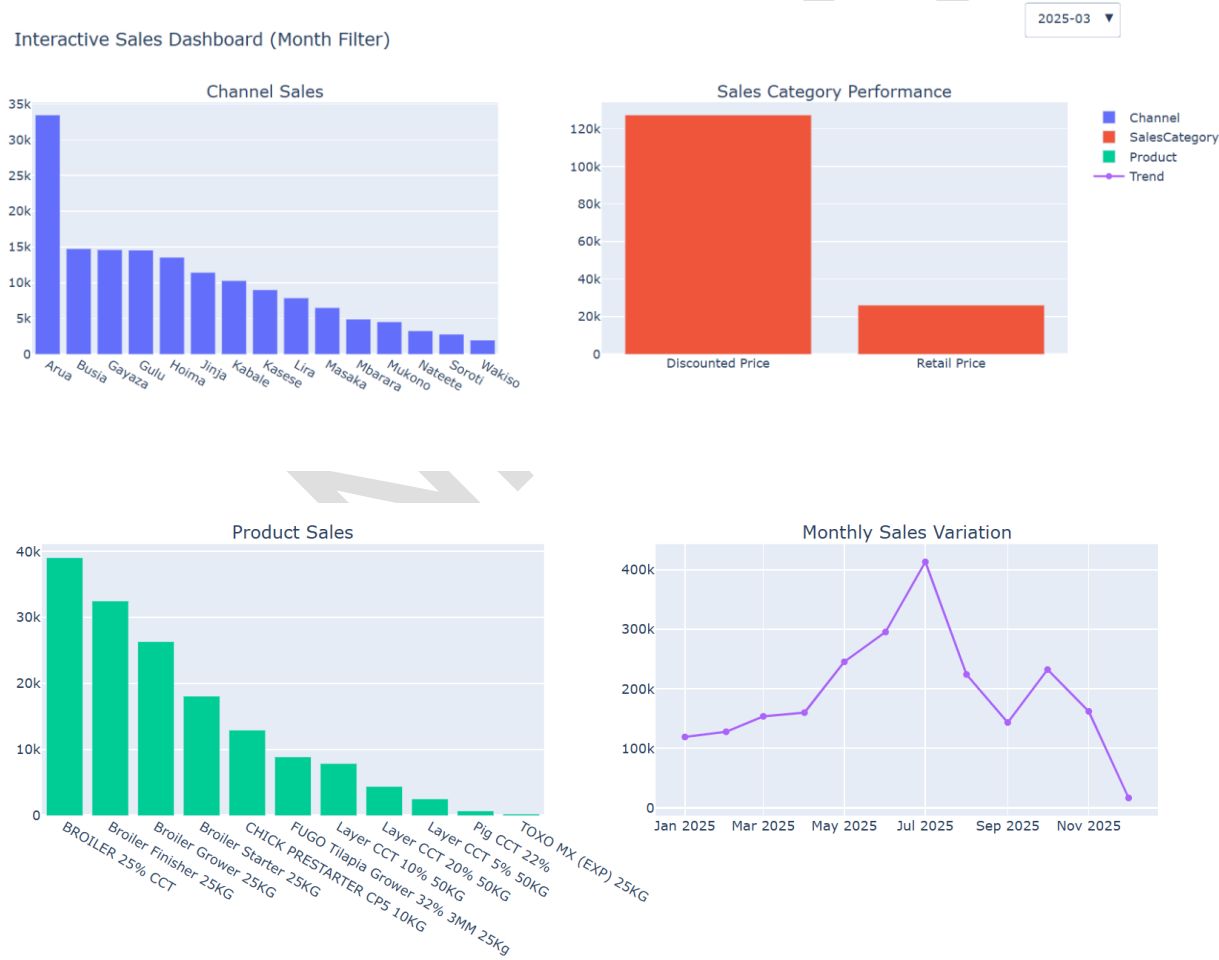 2025-03 ▼
Interactive Sales Dashboard (Month Filter)
Channel Sales
35k
30k
25k
20k
15k
10k
5k
0
Arua
Busia
Gayaza
Gulu
Hoima
Jinja
Kabale
Kasese
Lira
Masaka
Mbarara
Mukono
Nateete
Soroti
Wakiso
Sales Category Performance
120k
100k
80k
60k
40k
20k
0
Discounted Price
Retail Price
Channel
SalesCategory
Product
Trend
Product Sales
40k
30k
20k
10k
0
BROILER 25% CCT
Broiler Finisher 25KG
Broiler Grower 25KG
Broiler Starter 25KG
CHICK PRESTARTER CP5 10KG
FUGO Tilapia Grower 32% 3MM 25Kg
Layer CCT 10% 50KG
Layer CCT 20% 50KG
Layer CCT 5% 50KG
Pig CCT 22%
TOXO MX (EXP) 25KG
Monthly Sales Variation
400k
300k
200k
100k
0
Jan 2025
Mar 2025
May 2025
Jul 2025
Sep 2025
Nov 2025